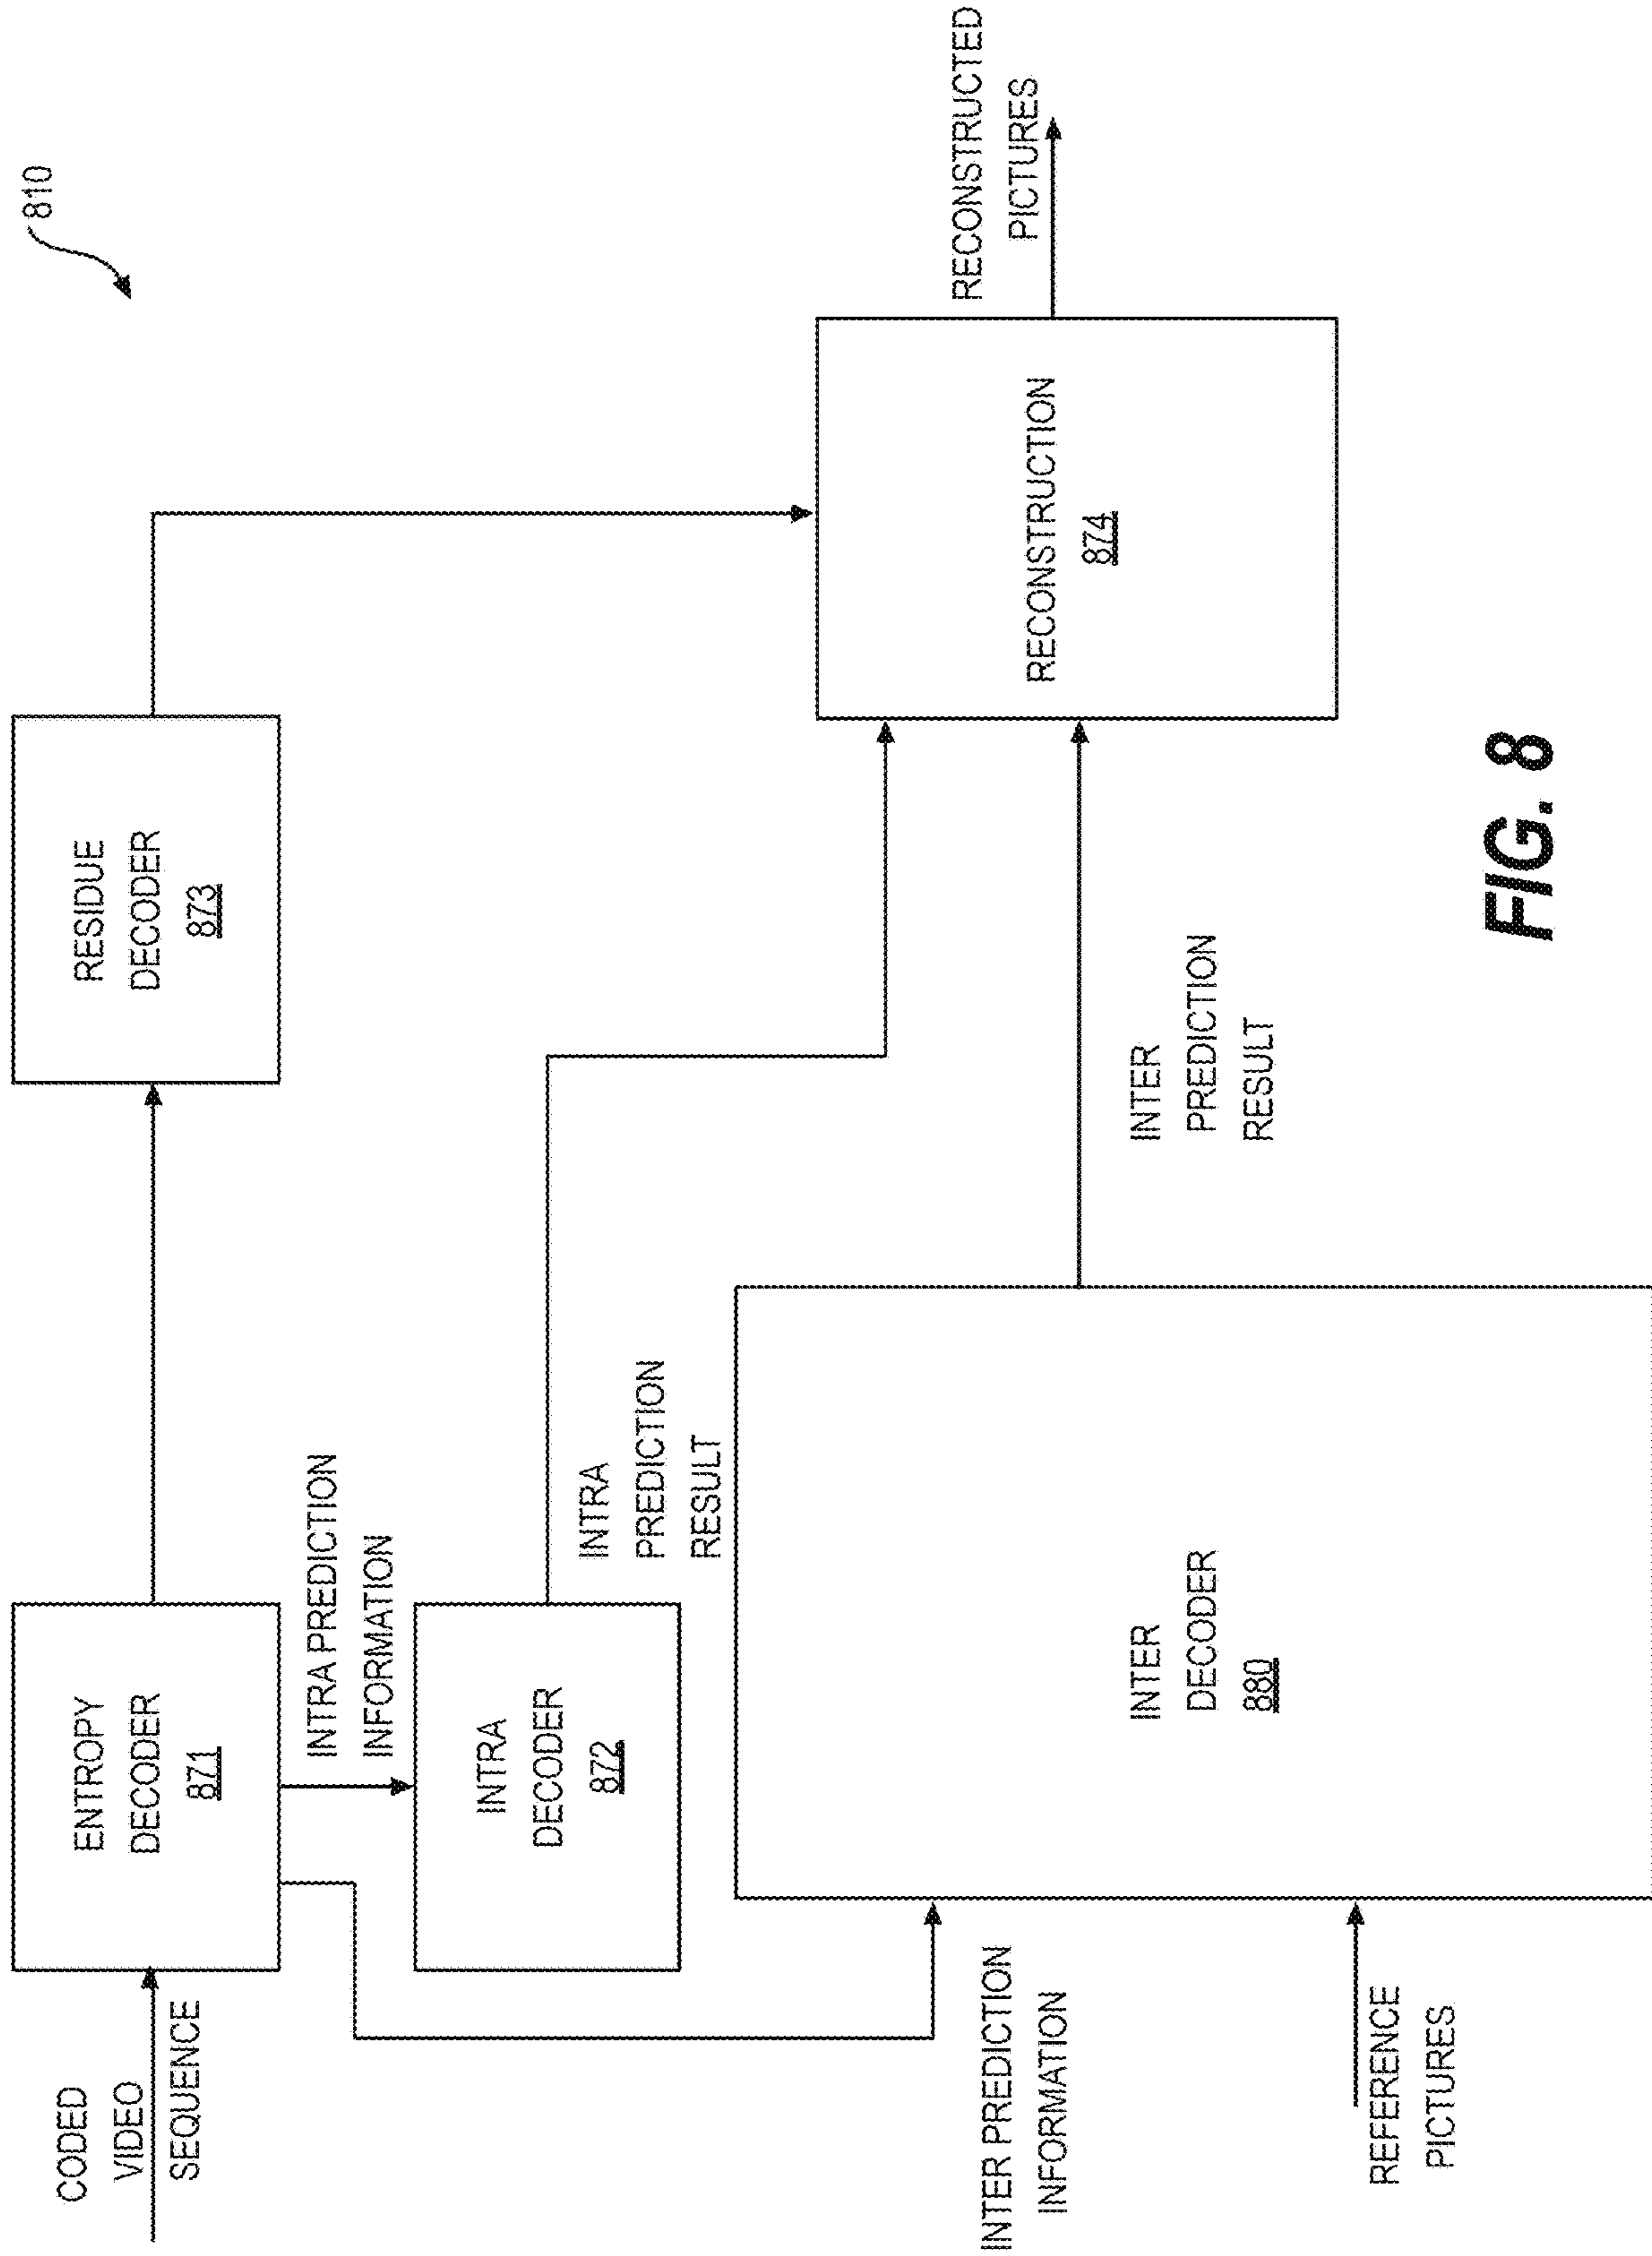 810
CODED
VIDEO
SEQUENCE
ENTROPY
DECODER
871
RESIDUE
DECODER
873
INTRA PREDICTION
INFORMATION
INTRA
DECODER
872
INTRA
PREDICTION
RESULT
INTER PREDICTION
INFORMATION
REFERENCE
PICTURES
INTER
DECODER
880
INTER
PREDICTION
RESULT
RECONSTRUCTION
874
RECONSTRUCTED
PICTURES
FIG. 8